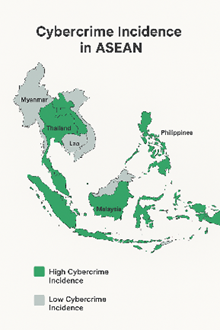 Cybercrime Incidence
in ASEAN
Myanmar
Thailand
Lao
Philippines
Malaysia
High Cybercrime
Incidence
Low Cybercrime
Incidence